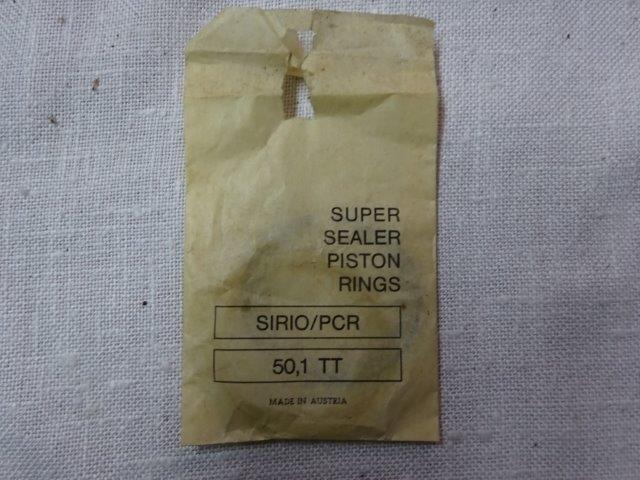 SUPER
SEALER
PISTON
RINGS
SIRIO/PCR
50,1 TT
MADE IN AUSTRIA